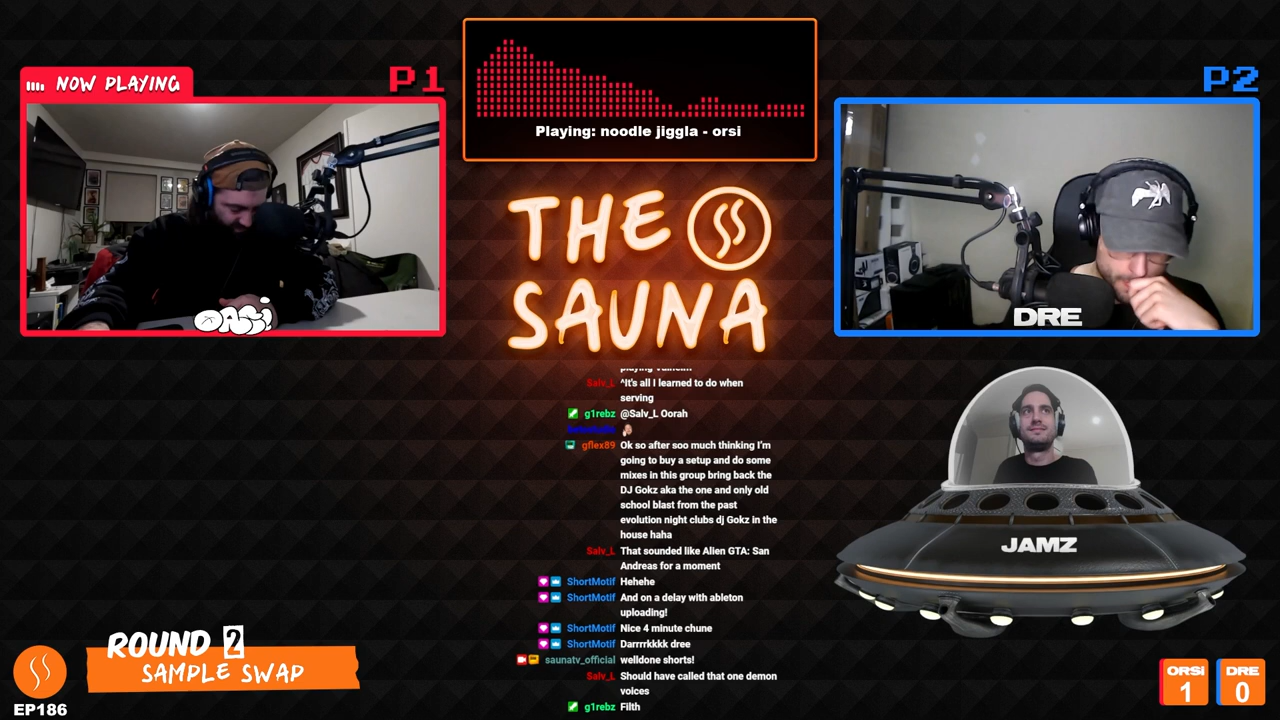 NOW PLAYING
P1
Playing: noodle jiggla - orsi
P2
THE
SAUNA
ORSi
DRE
Salv_L ^It's all I learned to do when
serving
g1rebz @Salv_L Oorah
gflex89 Ok so after soo much thinking I'm
going to buy a setup and do some
mixes in this group bring back the
DJ Gokz aka the one and only old
school blast from the past
evolution night clubs dj Gokz in the
house haha
Salv_L That sounded like Alien GTA: San
Andreas for a moment
ShortMotif Hehehe
ShortMotif And on a delay with ableton
uploading!
ShortMotif Nice 4 minute chune
ShortMotif Darrrrkkkk dree
saunatv_official welldone shorts!
Salv_L Should have called that one demon
voices
g1rebz Filth
JAMZ
ROUND 2
SAMPLE SWAP
EP186
ORSI
1
DRE
0